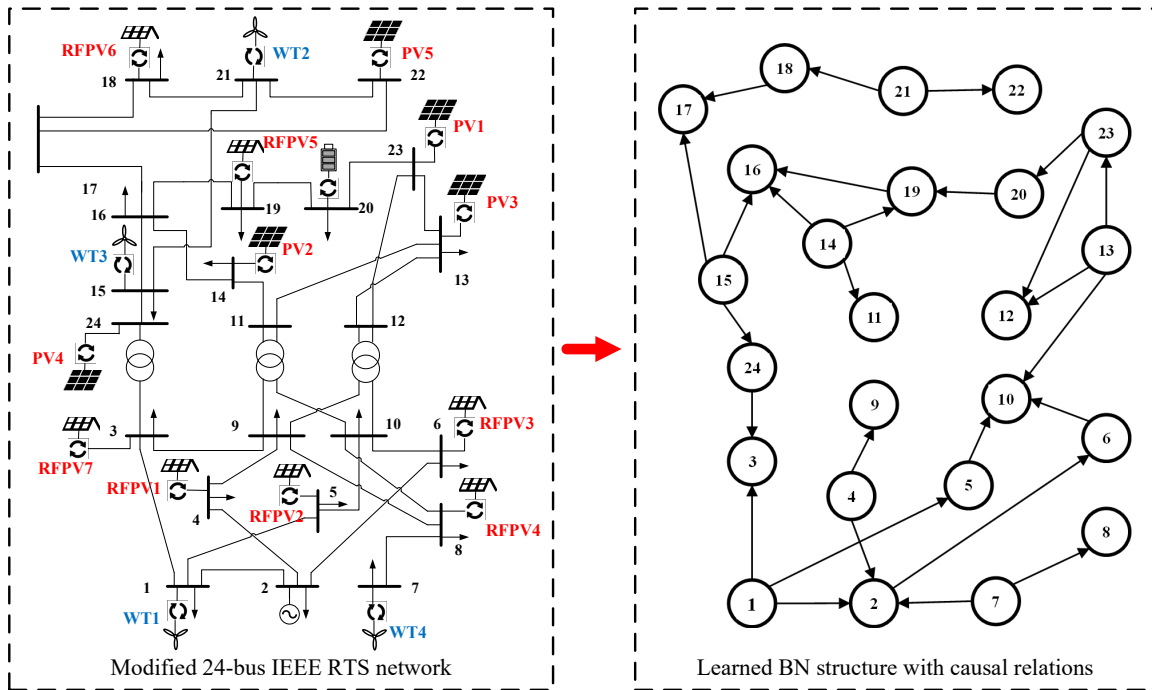 RFPV6
WT2
PV5
18
21
22
PV1
RFPV5
23
PV3
17
16
19
20
WT3
PV2
13
15
14
24
11
12
PV4
RFPV3
3
9
10
6
RFPV7
RFPV1
RFPV2
5
RFPV4
4
8
1
2
7
WT1
WT4
Modified 24-bus IEEE RTS network
18
21
22
17
23
16
19
20
14
13
15
11
12
24
9
10
6
3
4
5
8
1
2
7
Learned BN structure with causal relations